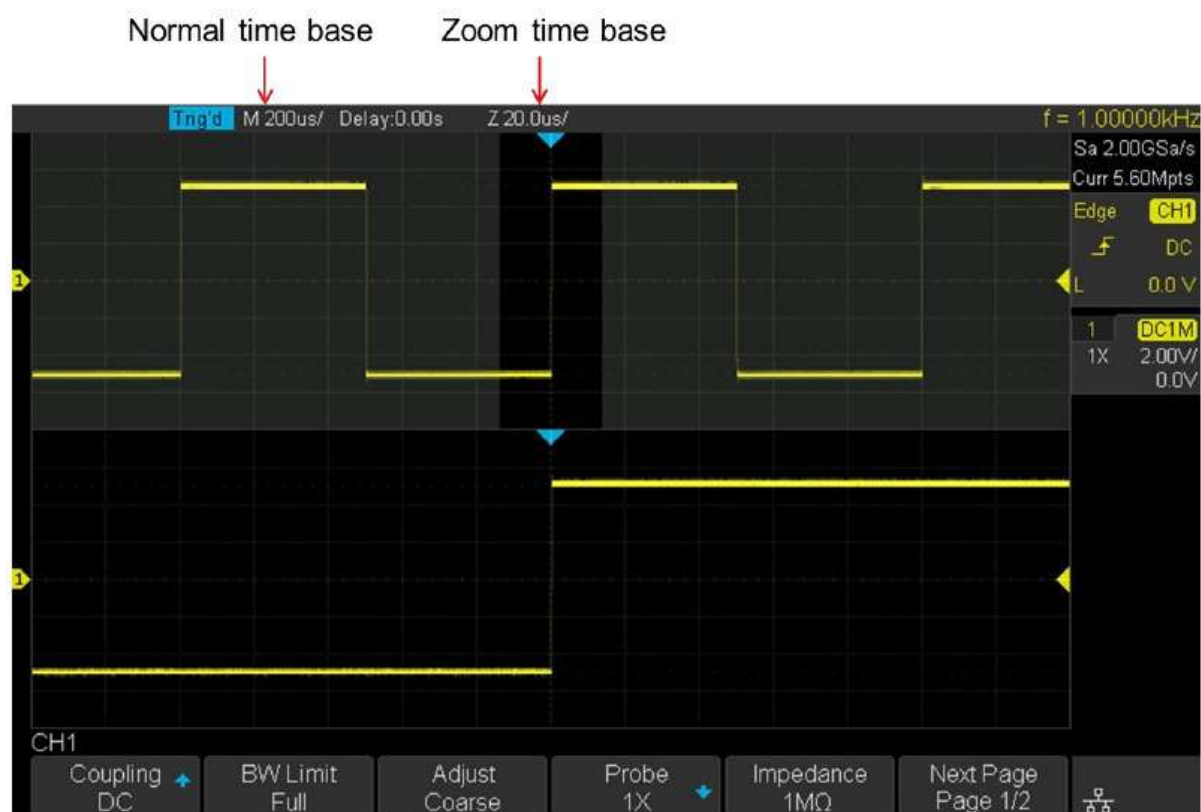 Normal time base Zoom time base
Trig'd M 200us/ Delay:0.00s Z 20.0us/ f = 1.00000kHz
Sa 2.00GSa/s
Curr 5.60Mpts
Edge CH1
DC
L 0.0 V
1 DC1M
1X 2.00V/
0.0V
1
1
CH1
Coupling BW Limit Adjust Probe Impedance Next Page
DC Full Coarse 1X 1MΩ Page 1/2